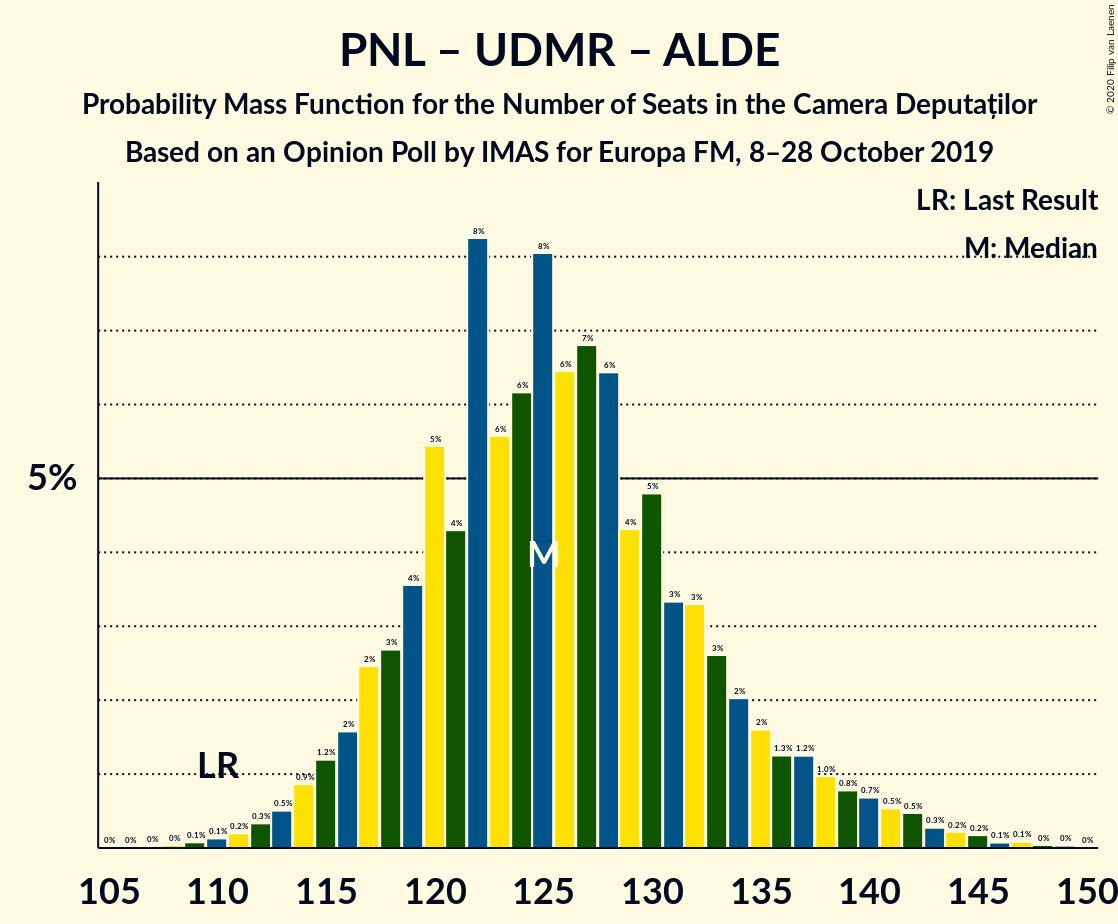 PNL – UDMR – ALDE
Probability Mass Function for the Number of Seats in the Camera Deputaților
Based on an Opinion Poll by IMAS for Europa FM, 8–28 October 2019
© 2020 Filip van Laenen
LR: Last Result
M: Median
5%
0% 0% 0% 0% 0.1% 0.1% 0.2% 0.3% 0.5% 0.9% 1.2% 2% 2% 3% 4% 5% 4% 8% 6% 6% 8% 6% 7% 6% 4% 5% 3% 3% 3% 2% 2% 1.3% 1.2% 1.0% 0.8% 0.7% 0.5% 0.5% 0.3% 0.2% 0.2% 0.1% 0.1% 0% 0% 0%
M
LR
105 110 115 120 125 130 135 140 145 150